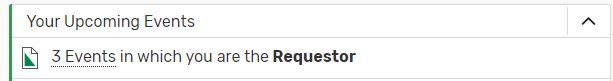 Your Upcoming Events
3 Events in which you are the Requestor